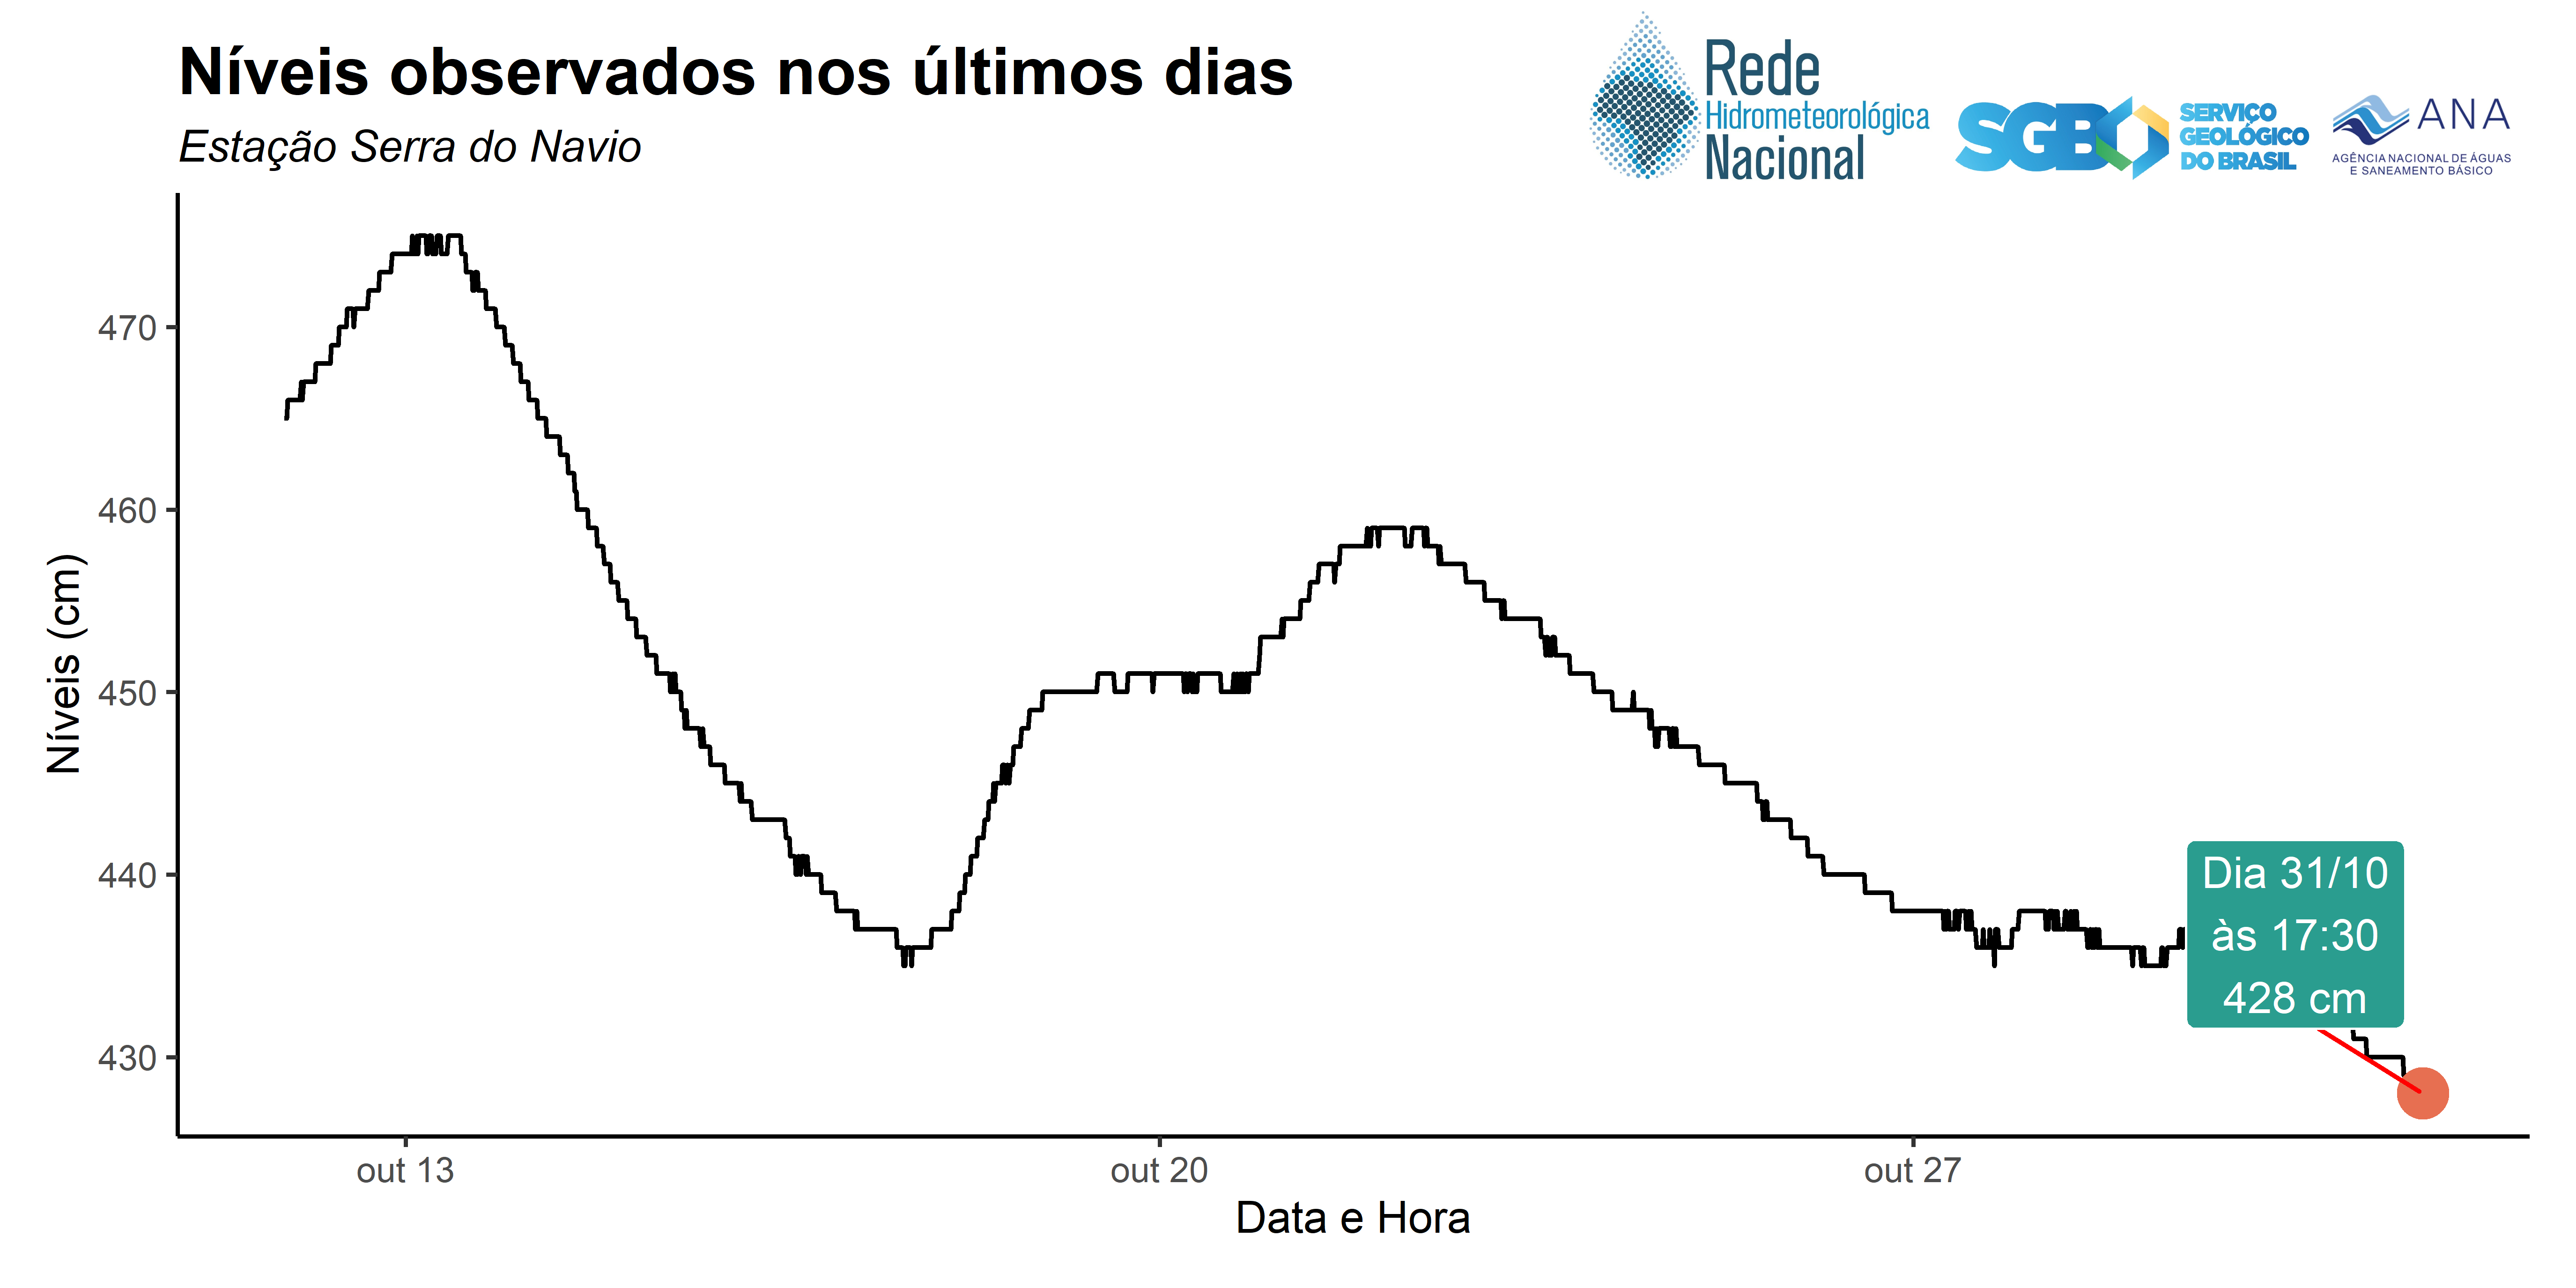 Níveis observados nos últimos dias
Estação Serra do Navio
Rede
Hidrometeorológica
Nacional
SGB
SERVIÇO
GEOLÓGICO
DO BRASIL
ANA
AGÊNCIA NACIONAL DE ÁGUAS
E SANEAMENTO BÁSICO
Níveis (cm)
470
460
450
440
430
Dia 31/10
às 17:30
428 cm
out 13
out 20
out 27
Data e Hora